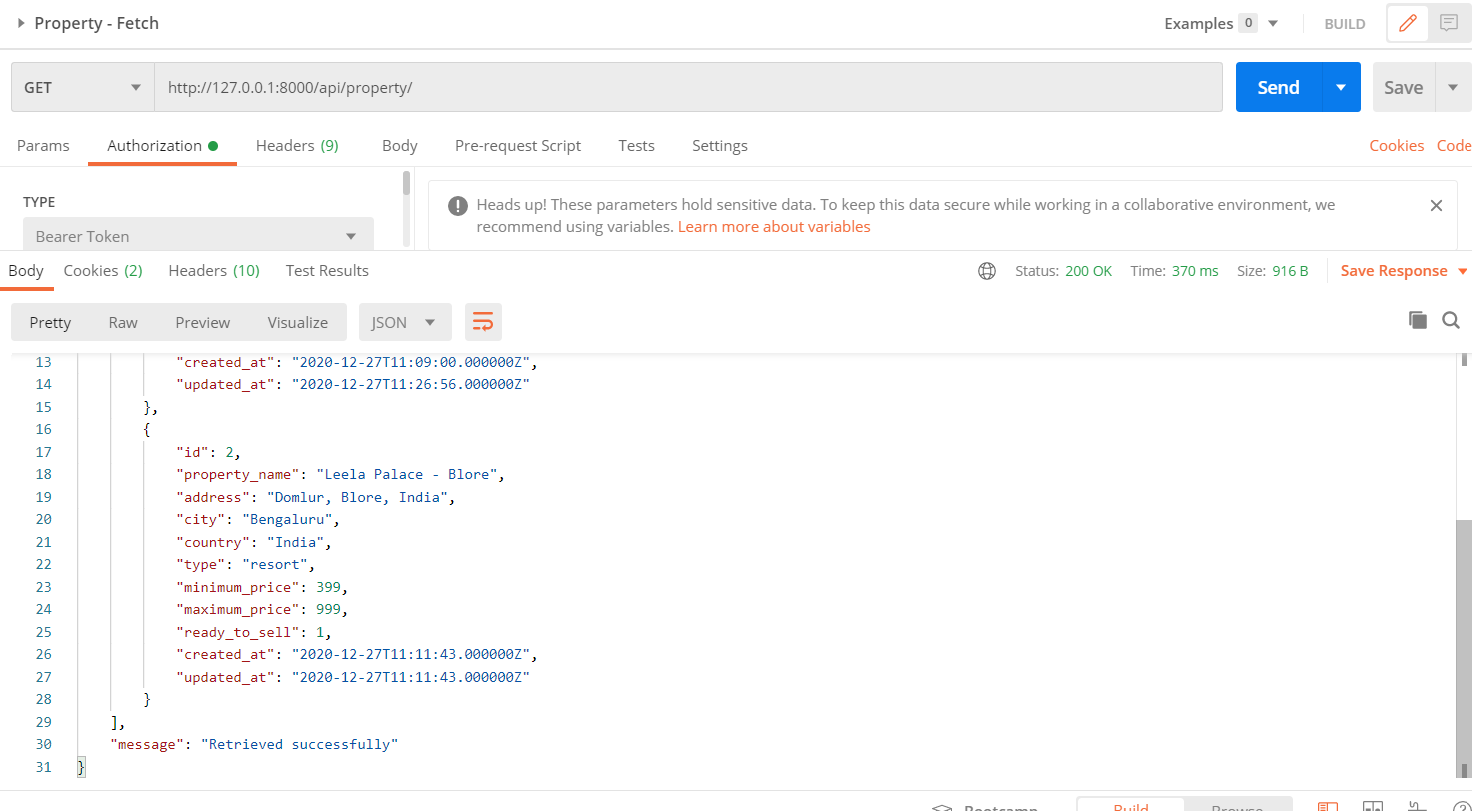 Property - Fetch
Examples 0 BUILD
GET http://127.0.0.1:8000/api/property/ Send Save
Params Authorization Headers (9) Body Pre-request Script Tests Settings Cookies Code
TYPE
Bearer Token
Heads up! These parameters hold sensitive data. To keep this data secure while working in a collaborative environment, we
recommend using variables. Learn more about variables
Body Cookies (2) Headers (10) Test Results Status: 200 OK Time: 370 ms Size: 916 B Save Response
Pretty Raw Preview Visualize JSON
13 "created_at": "2020-12-27T11:09:00.000000Z",
14 "updated_at": "2020-12-27T11:26:56.000000Z"
15 },
16 {
17 "id": 2,
18 "property_name": "Leela Palace - Blore",
19 "address": "Domlur, Blore, India",
20 "city": "Bengaluru",
21 "country": "India",
22 "type": "resort",
23 "minimum_price": 399,
24 "maximum_price": 999,
25 "ready_to_sell": 1,
26 "created_at": "2020-12-27T11:11:43.000000Z",
27 "updated_at": "2020-12-27T11:11:43.000000Z"
28 }
29 ],
30 "message": "Retrieved successfully"
31 }
Bootcamp Build Browse